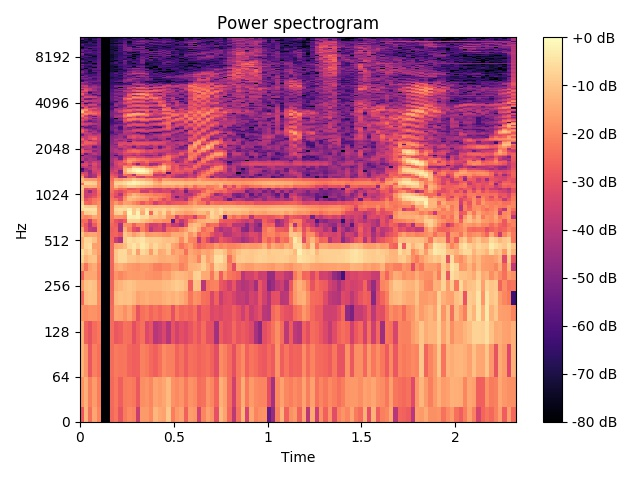 Power spectrogram
8192
4096
2048
1024
512
256
128
64
0
Hz
0
0.5
1
1.5
2
Time
+0 dB
-10 dB
-20 dB
-30 dB
-40 dB
-50 dB
-60 dB
-70 dB
-80 dB